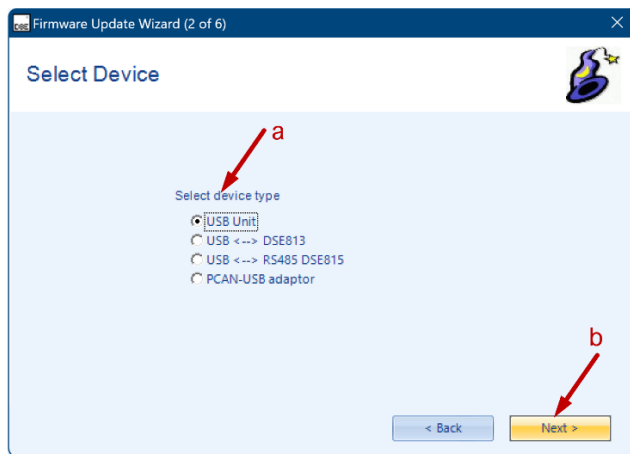 DSE Firmware Update Wizard (2 of 6)
Select Device
a
Select device type
USB Unit
USB <--> DSE813
USB <--> RS485 DSE815
PCAN-USB adaptor
b
< Back Next >